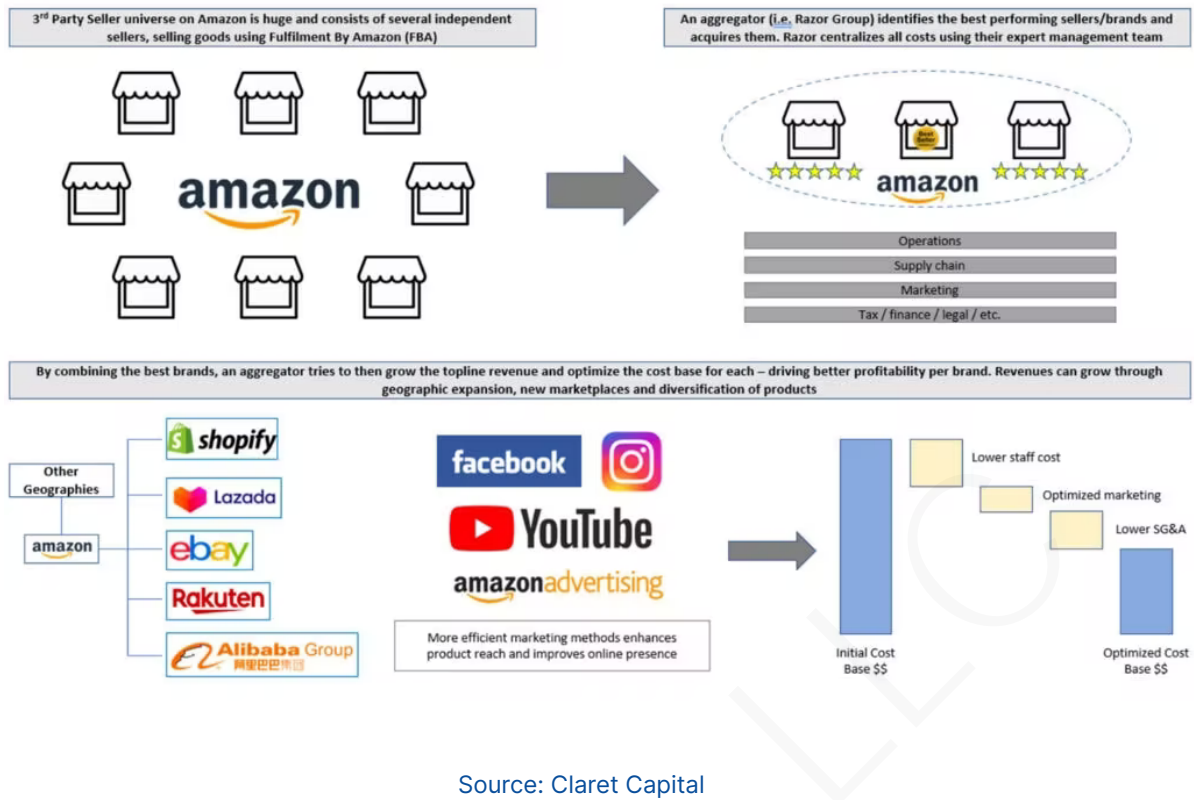 3rd Party Seller universe on Amazon is huge and consists of several independent
sellers, selling goods using Fulfilment By Amazon (FBA)
An aggregator (i.e. Razor Group) identifies the best performing sellers/brands and
acquires them. Razor centralizes all costs using their expert management team
amazon
Best
Seller
amazon
Operations
Supply chain
Marketing
Tax / finance / legal / etc.
By combining the best brands, an aggregator tries to then grow the topline revenue and optimize the cost base for each – driving better profitability per brand. Revenues can grow through
geographic expansion, new marketplaces and diversification of products
Other
Geographies
amazon
shopify
Lazada
ebay
Rakuten
Alibaba Group
阿里巴巴集团
facebook
YouTube
amazonadvertising
More efficient marketing methods enhances
product reach and improves online presence
Lower staff cost
Optimized marketing
Lower SG&A
Initial Cost
Base $$
Optimized Cost
Base $$
LLC
Source: Claret Capital